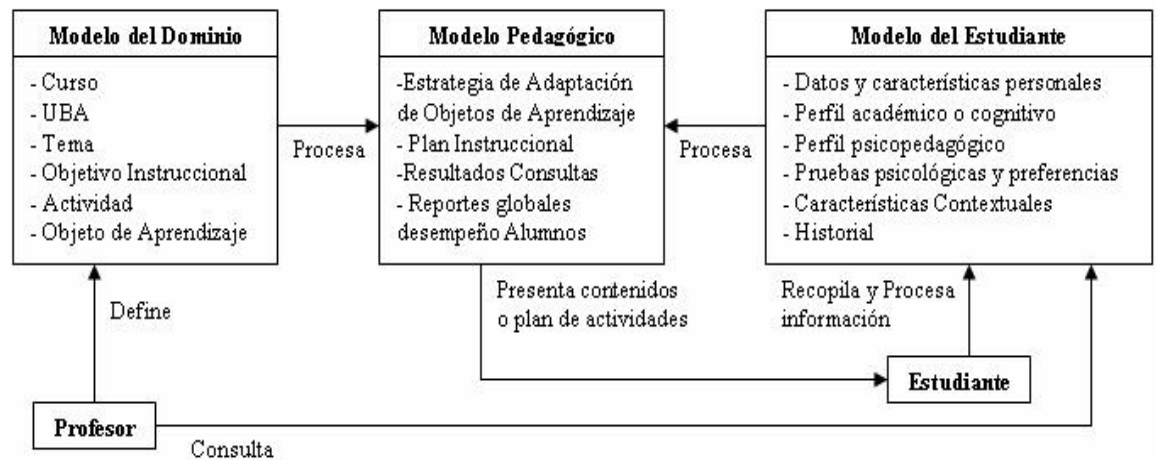 Modelo del Dominio
- Curso
- UBA
- Tema
- Objetivo Instruccional
- Actividad
- Objeto de Aprendizaje
Procesa
Modelo Pedagógico
-Estrategia de Adaptación
de Objetos de Aprendizaje
- Plan Instruccional
-Resultados Consultas
- Reportes globales
desempeño Alumnos
Procesa
Modelo del Estudiante
- Datos y características personales
- Perfil académico o cognitivo
- Perfil psicopedagógico
- Pruebas psicológicas y preferencias
- Características Contextuales
- Historial
Define
Presenta contenidos
o plan de actividades
Recopila y Procesa
información
Estudiante
Profesor
Consulta